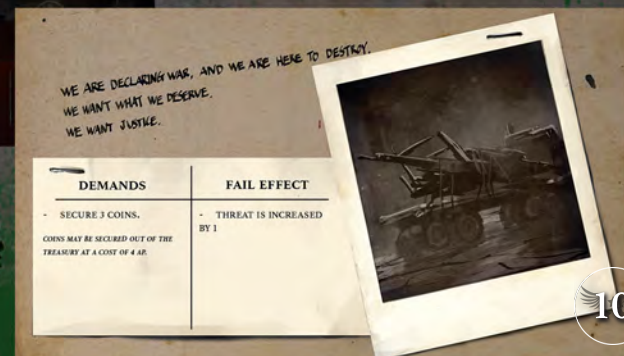 WE ARE DECLARING WAR, AND WE ARE HERE TO DESTROY.
WE WANT WHAT WE DESERVE.
WE WANT JUSTICE.
DEMANDS
- SECURE 3 COINS.
COINS MAY BE SECURED OUT OF THE
TREASURY AT A COST OF 4 AP.
FAIL EFFECT
- THREAT IS INCREASED
BY 1
10